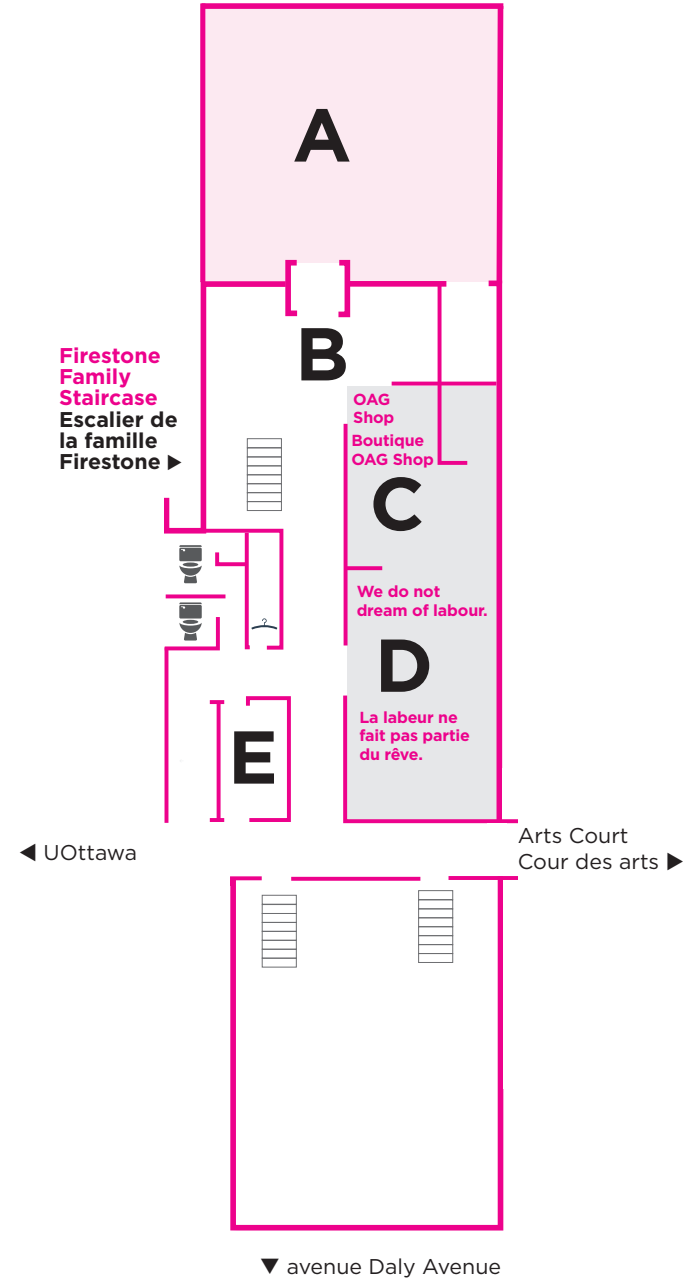 A
B
Firestone
Family
Staircase
Escalier de
la famille
Firestone ▶
OAG
Shop
Boutique
OAG Shop
C
We do not
dream of labour.
D
La labeur ne
fait pas partie
du rêve.
E
◀ UOttawa
Arts Court
Cour des arts ▶
▼ avenue Daly Avenue